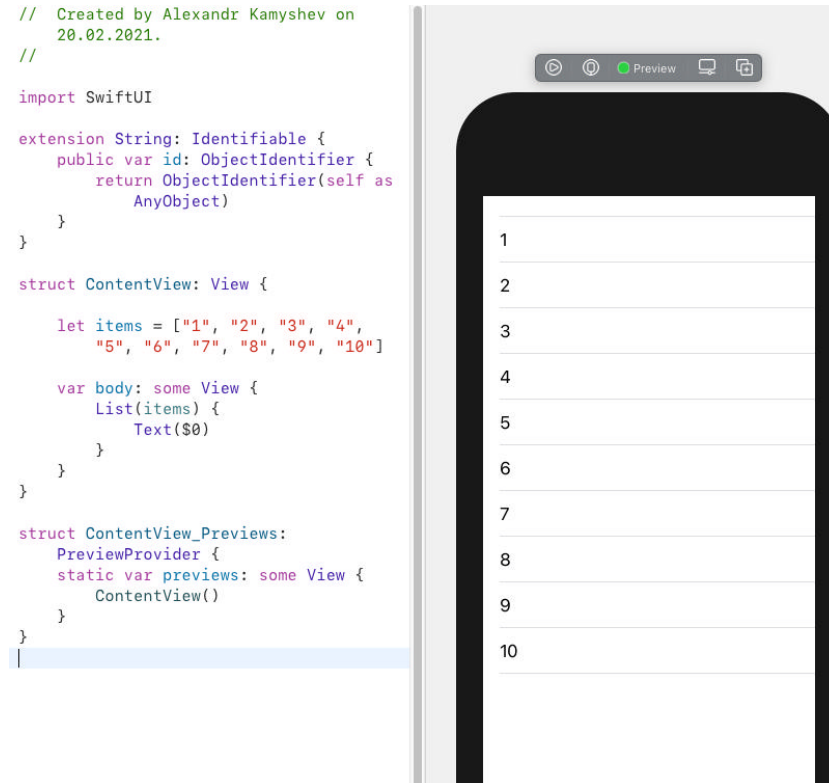 //  Created by Alexandr Kamyshev on
    20.02.2021.
//
import SwiftUI
extension String: Identifiable {
    public var id: ObjectIdentifier {
        return ObjectIdentifier(self as
            AnyObject)
    }
}
struct ContentView: View {
    let items = ["1", "2", "3", "4",
        "5", "6", "7", "8", "9", "10"]
    var body: some View {
        List(items) {
            Text($0)
        }
    }
}
struct ContentView_Previews:
    PreviewProvider {
    static var previews: some View {
        ContentView()
    }
}
Preview
1
2
3
4
5
6
7
8
9
10